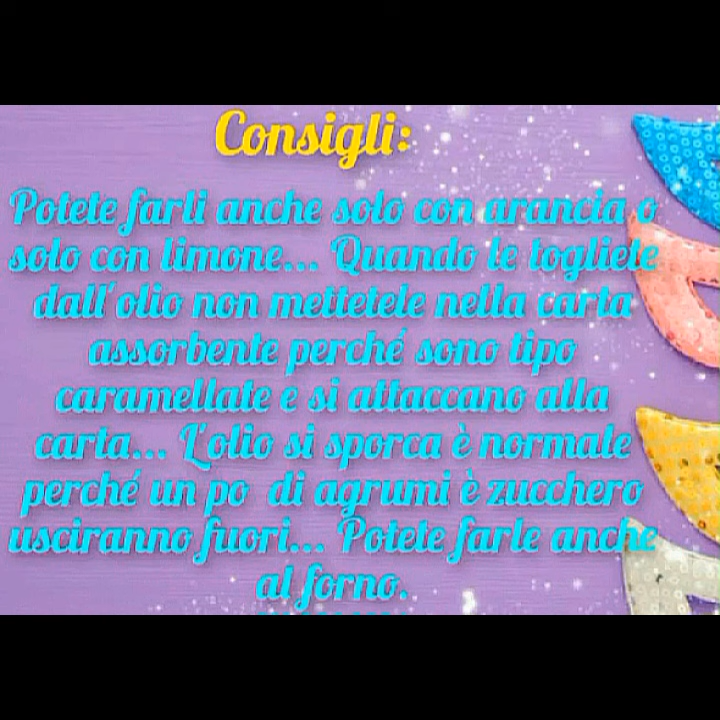 Consigli:
Potete farli anche solo con arancia o
solo con limone... Quando le togliete
dall'olio non mettetele nella carta
assorbente perché sono tipo
caramellate e si attaccano alla
carta... L'olio si sporca è normale
perché un po di agrumi è zucchero
usciranno fuori... Potete farle anche
al forno.